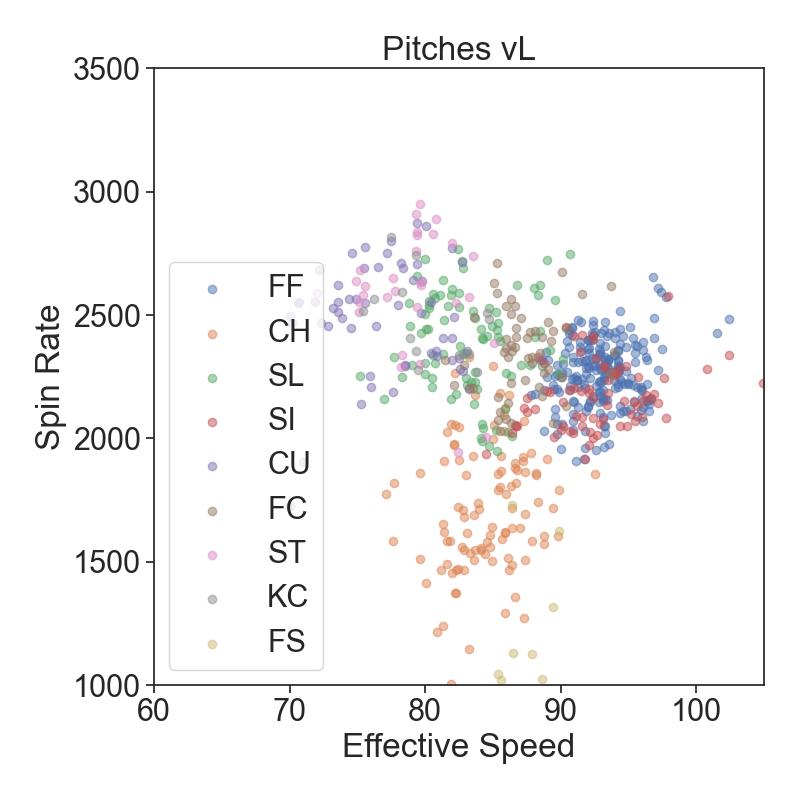 Pitches vL
3500
3000
2500
2000
1500
1000
Spin Rate
FF
CH
SL
SI
CU
FC
ST
KC
FS
60 70 80 90 100
Effective Speed